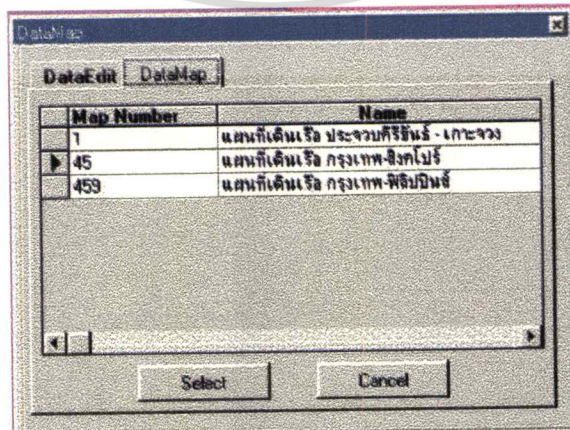 DataMap
DataEdit DataMap
Map Number Name
1 แผนที่เดินเรือ ประจวบคีรีขันธ์ - เกาะจวง
45 แผนที่เดินเรือ กรุงเทพ-สิงคโปร์
459 แผนที่เดินเรือ กรุงเทพ-ฟิลิปปินส์
Select Cancel